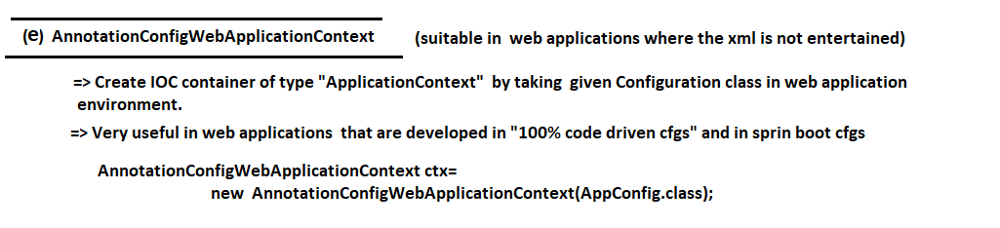 (e) AnnotationConfigWebApplicationContext (suitable in web applications where the xml is not entertained)
=> Create IOC container of type "ApplicationContext" by taking given Configuration class in web application
environment.
=> Very useful in web applications that are developed in "100% code driven cfgs" and in sprin boot cfgs
AnnotationConfigWebApplicationContext ctx=
new AnnotationConfigWebApplicationContext(AppConfig.class);